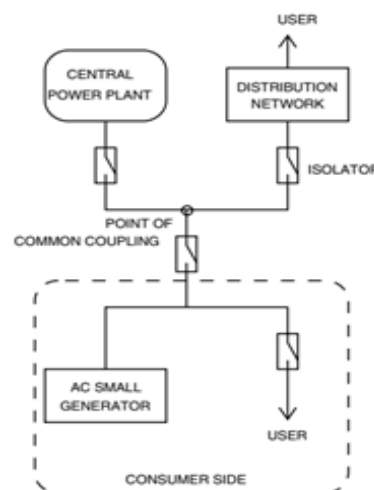 USER
CENTRAL
POWER PLANT
DISTRIBUTION
NETWORK
ISOLATOR
POINT OF
COMMON COUPLING
AC SMALL
GENERATOR
USER
CONSUMER SIDE